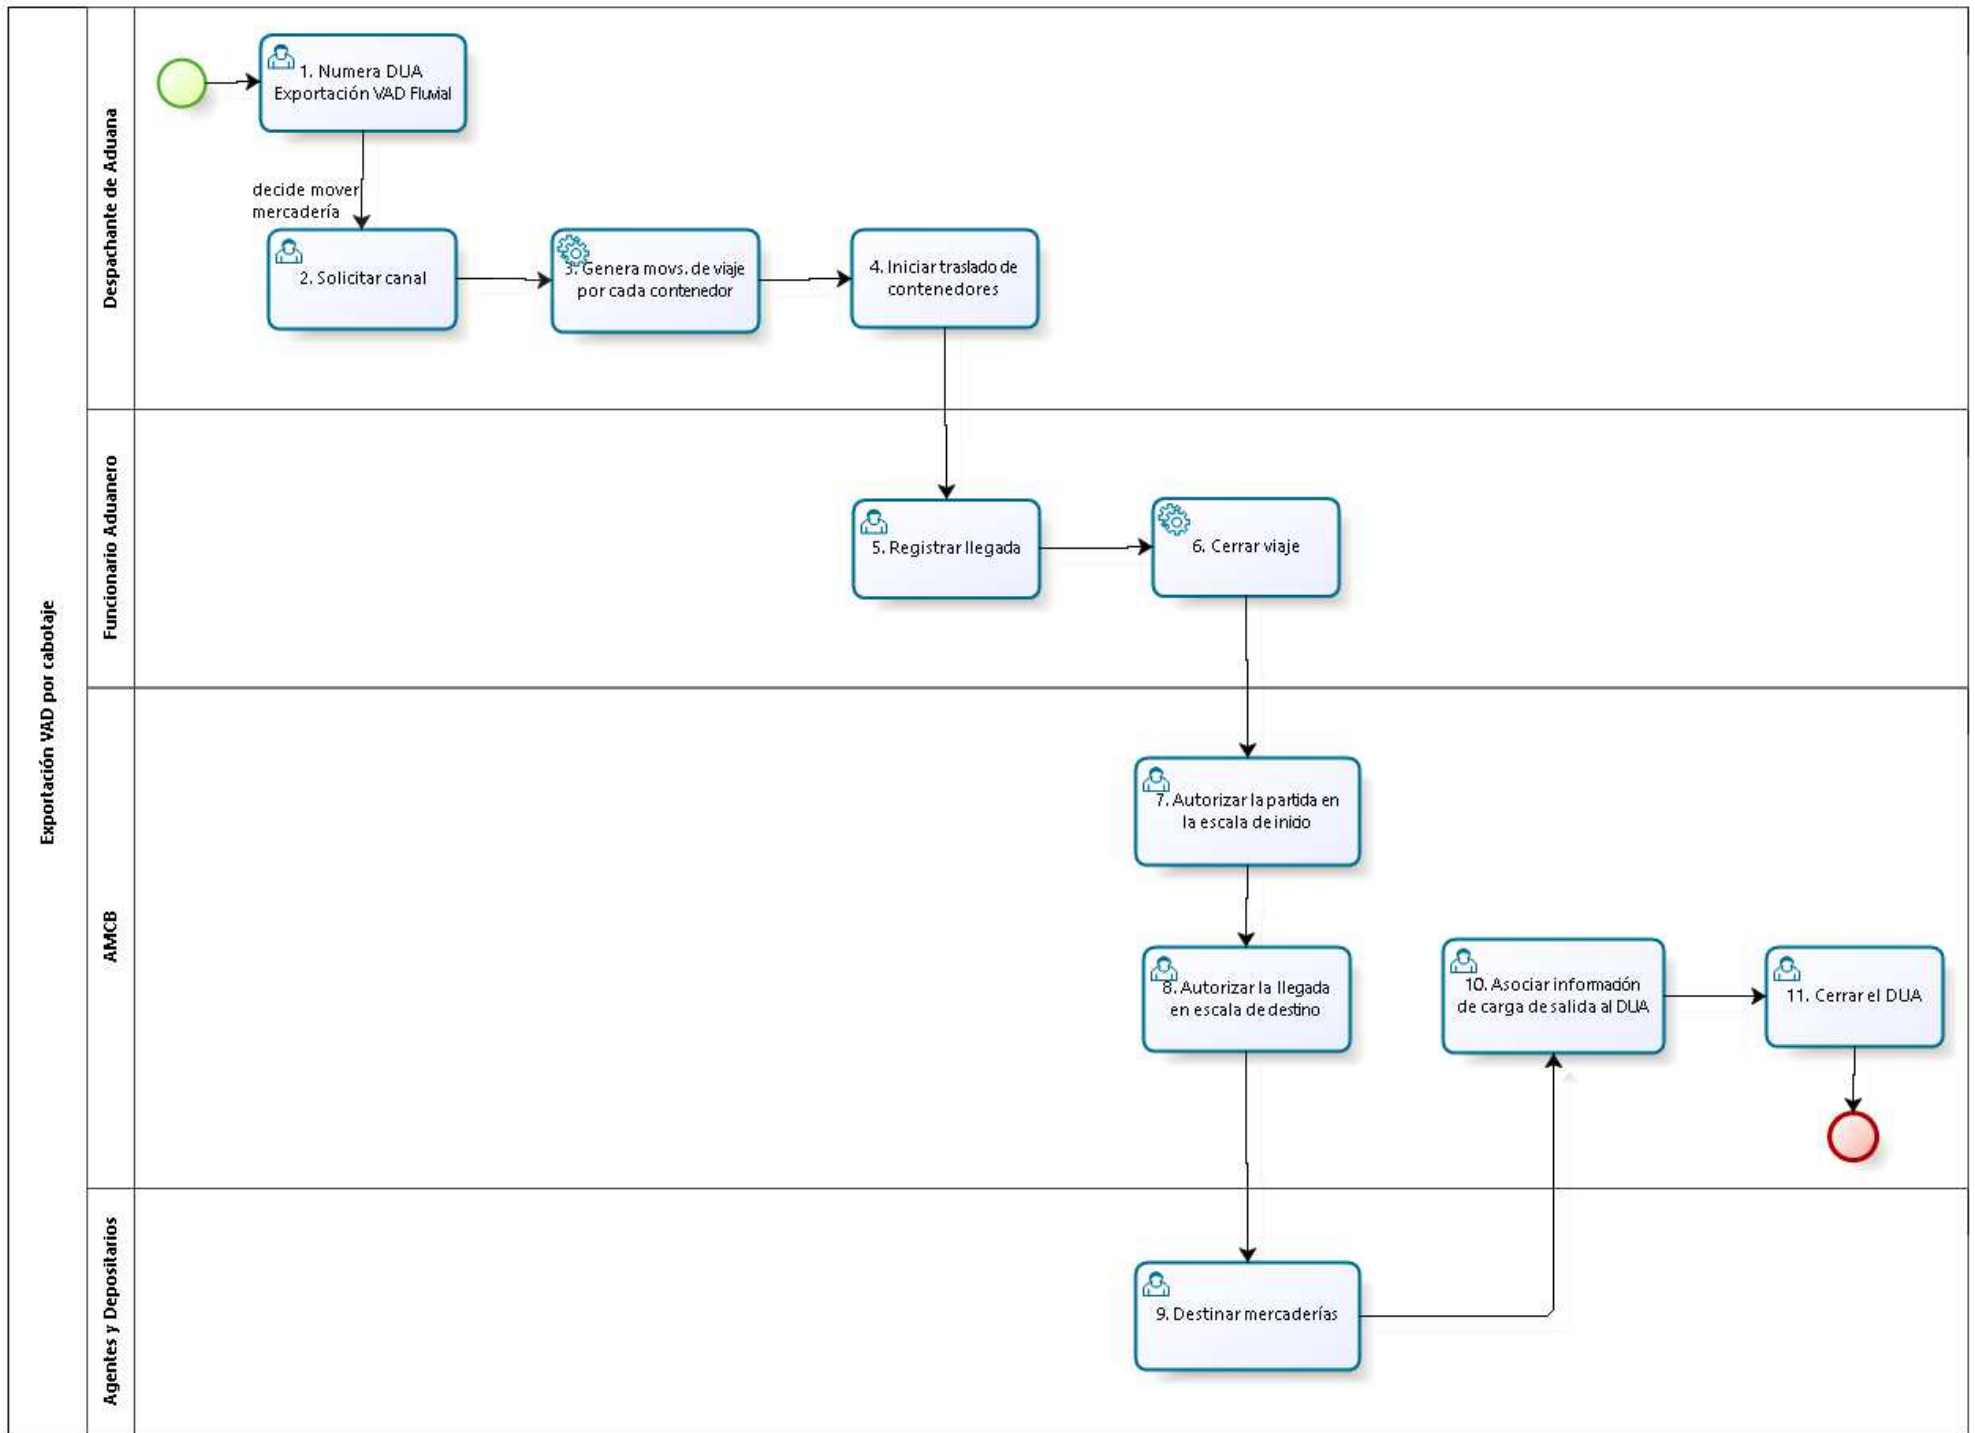 Exportación VAD por cabotaje
Despachante de Aduana
1. Numera DUA
Exportación VAD Fluvial
decide mover
mercadería
2. Solicitar canal
3. Genera movs. de viaje
por cada contenedor
4. Iniciar traslado de
contenedores
Funcionario Aduanero
5. Registrar llegada
6. Cerrar viaje
AMCB
7. Autorizar la partida en
la escala de inicio
8. Autorizar la llegada
en escala de destino
10. Asociar información
de carga de salida al DUA
11. Cerrar el DUA
Agentes y Depositarios
9. Destinar mercaderías